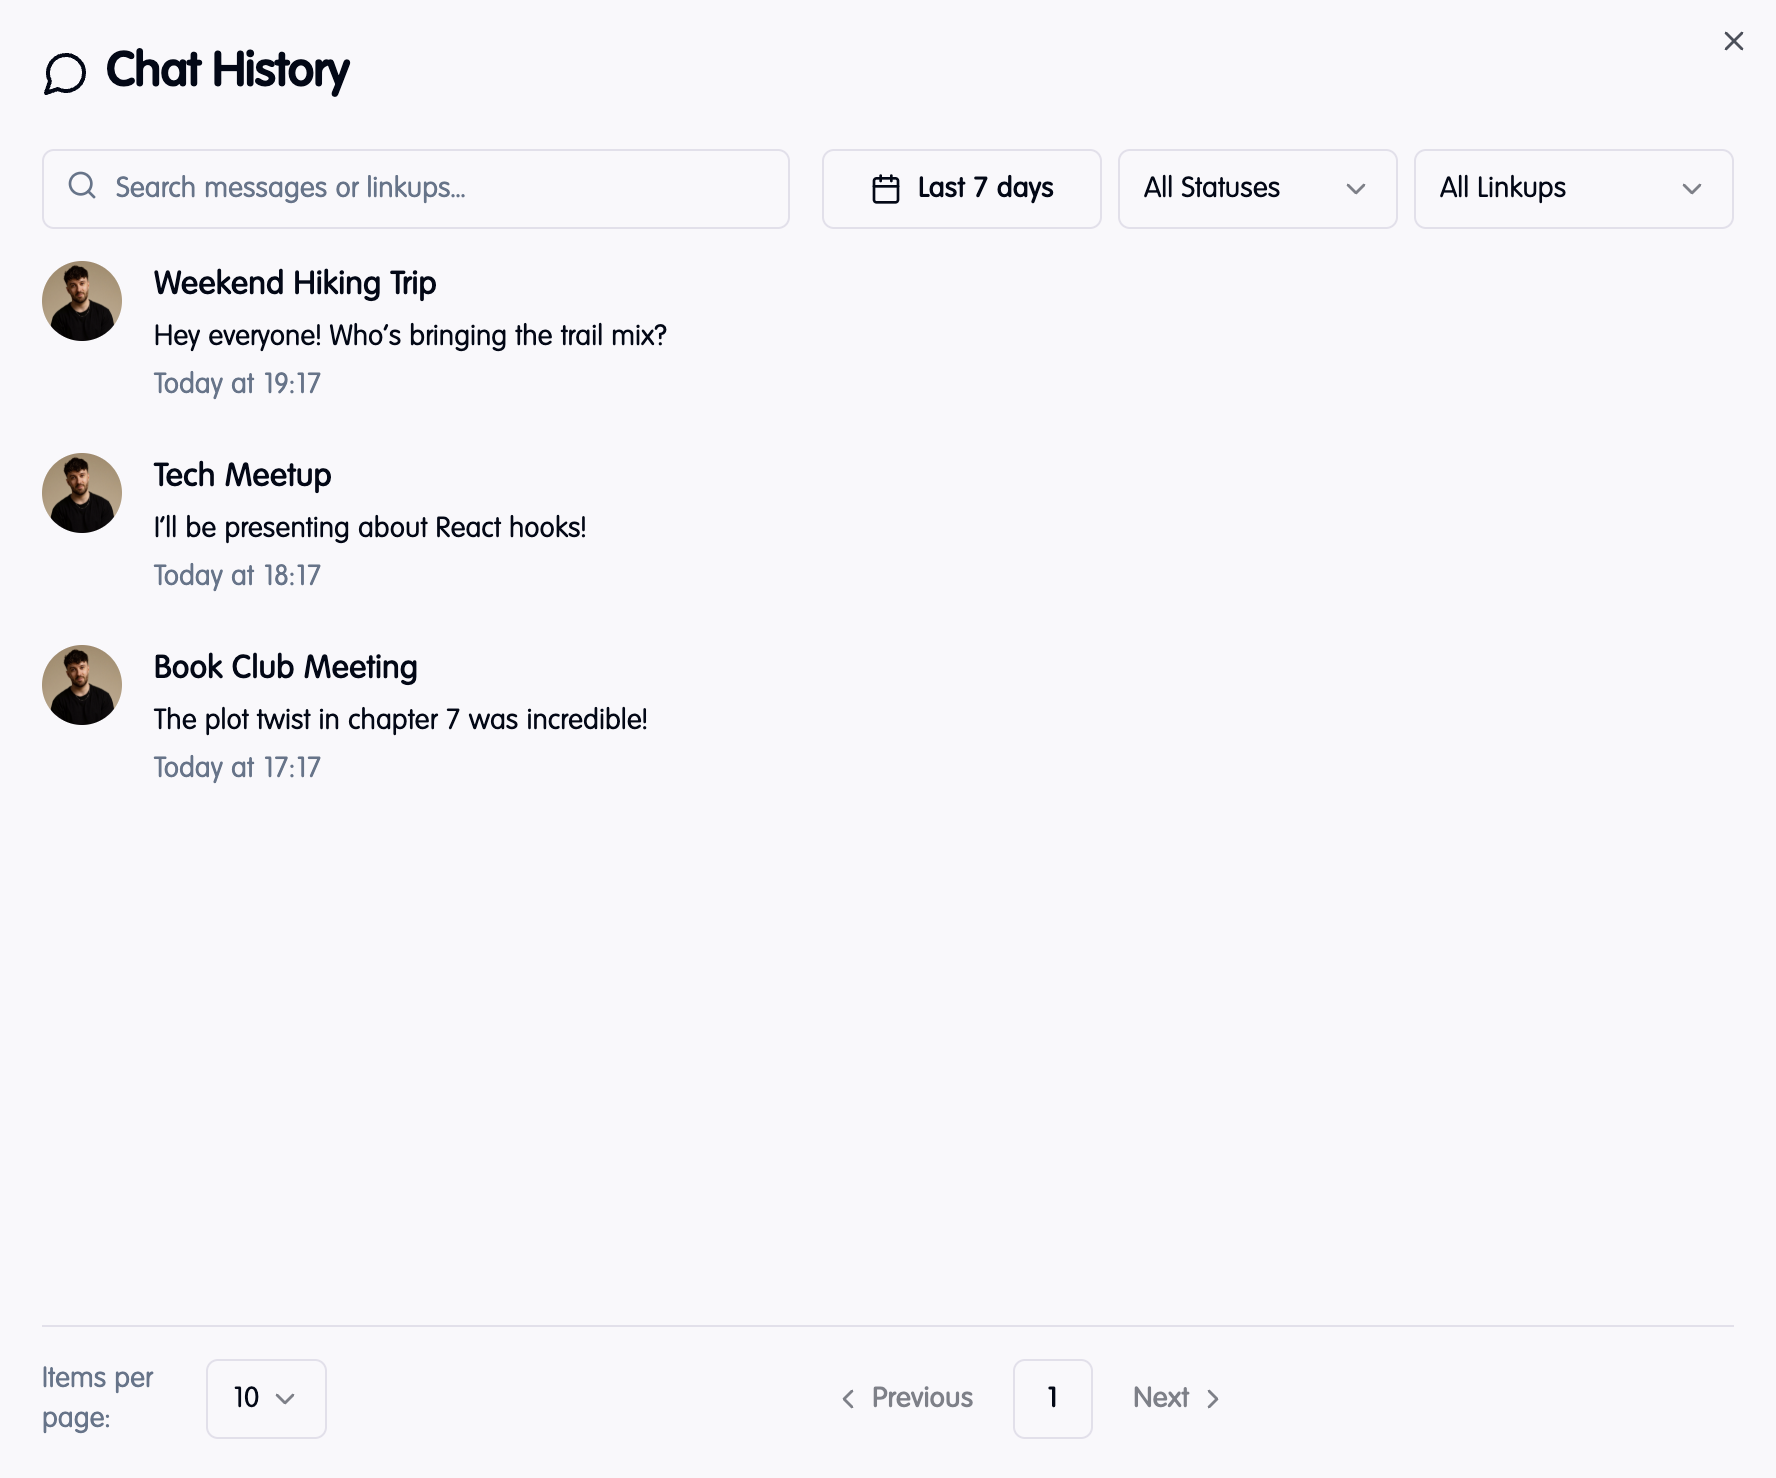 Chat History
Search messages or linkups...
Last 7 days
All Statuses
All Linkups
Weekend Hiking Trip
Hey everyone! Who's bringing the trail mix?
Today at 19:17
Tech Meetup
I'll be presenting about React hooks!
Today at 18:17
Book Club Meeting
The plot twist in chapter 7 was incredible!
Today at 17:17
Items per
page:
10
Previous
1
Next